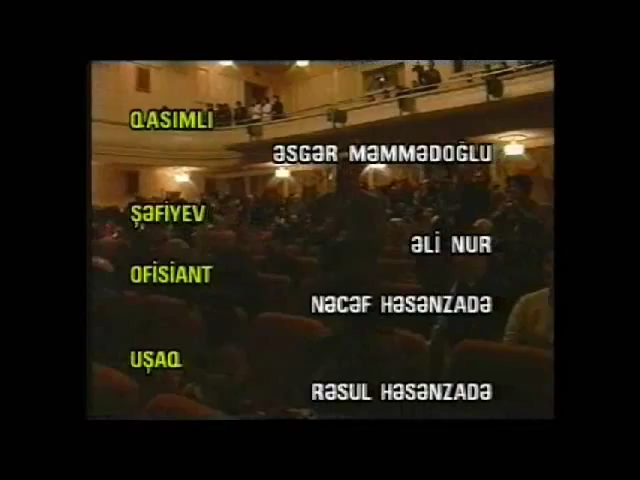 QASIMLI
ƏSGƏR MƏMMƏDOĞLU
ŞƏFİYEV
ƏLİ NUR
OFİSİANT
NƏCƏF HƏSƏNZADƏ
UŞAQ
RƏSUL HƏSƏNZADƏ